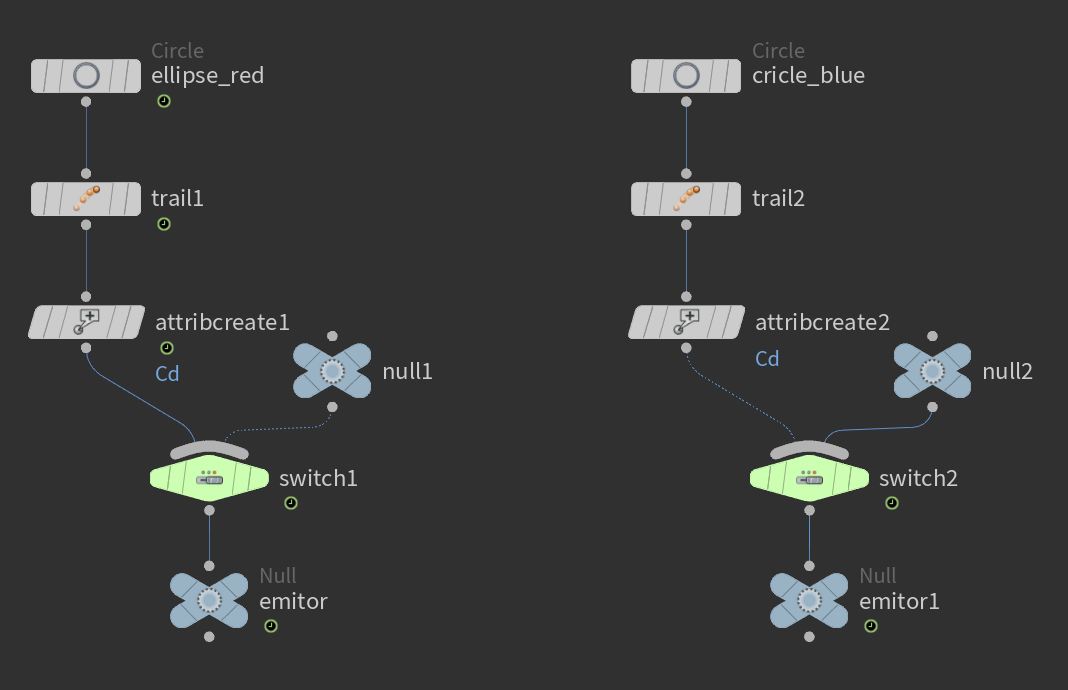 Circle
ellipse_red
Circle
cricle_blue
trail1
trail2
attribcreate1
Cd
null1
attribcreate2
Cd
null2
switch1
switch2
Null
emitor
Null
emitor1